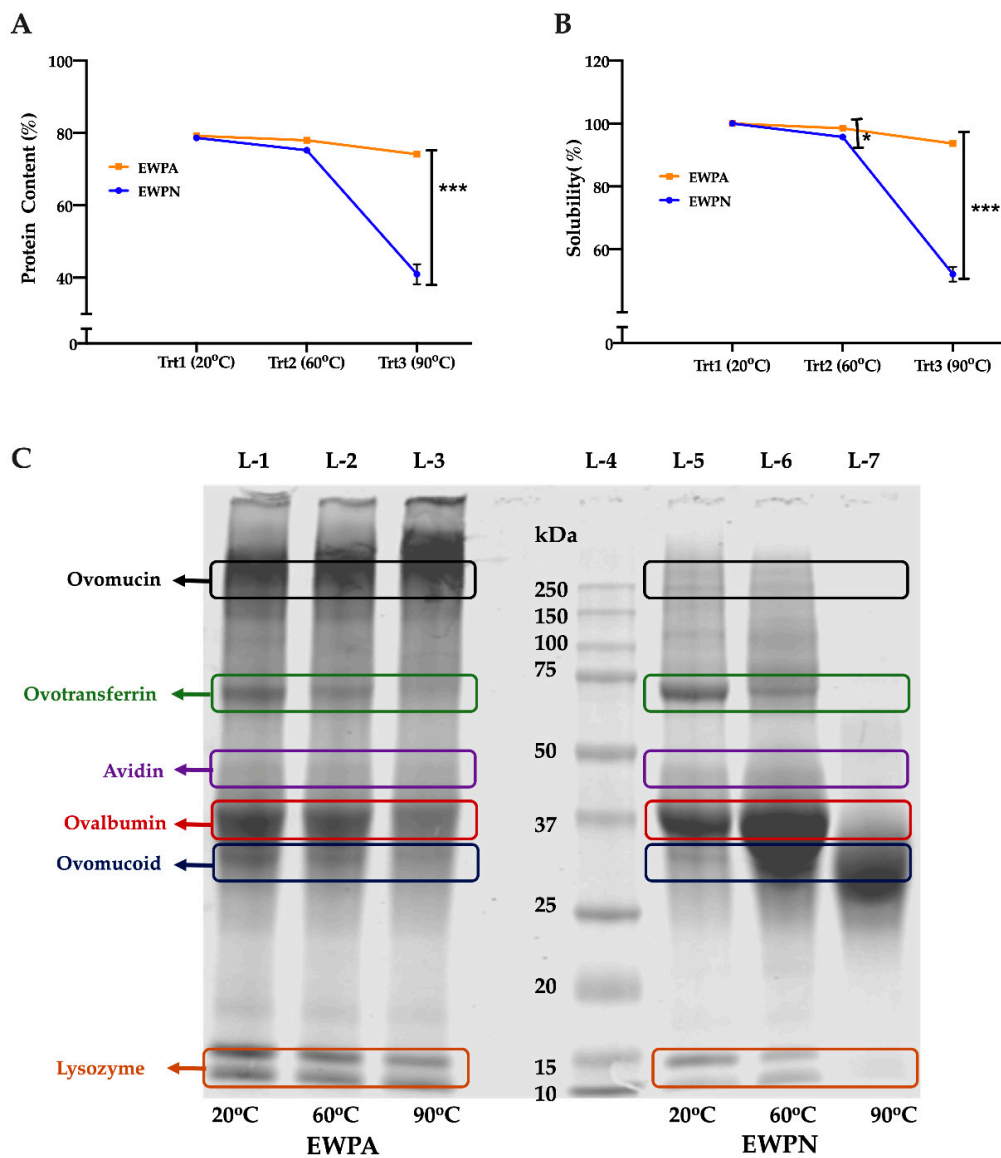 A
B
100
80
60
40
0
Protein Content (%)
EWPA
EWPN
***
Trt1 (20°C)
Trt2 (60°C)
Trt3 (90°C)
120
100
80
60
0
Solubility( %)
EWPA
EWPN
*
***
Trt1 (20°C)
Trt2 (60°C)
Trt3 (90°C)
C
L-1
L-2
L-3
L-4
L-5
L-6
L-7
kDa
Ovomucin
250
150
100
75
Ovotransferrin
50
Avidin
Ovalbumin
37
Ovomucoid
25
20
Lysozyme
15
10
20°C
60°C
90°C
20°C
60°C
90°C
EWPA
EWPN